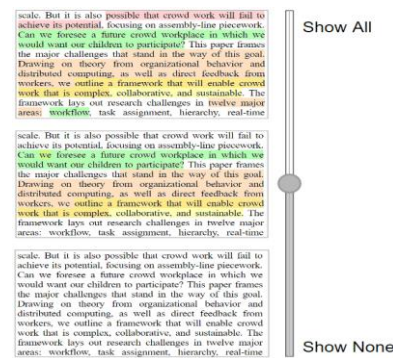 scale. But it is also possible that crowd work will fail to
achieve its potential, focusing on assembly-line piecework.
Can we foresee a future crowd workplace in which we
would want our children to participate? This paper frames
the major challenges that stand in the way of this goal.
Drawing on theory from organizational behavior and
distributed computing, as well as direct feedback from
workers, we outline a framework that will enable crowd
work that is complex, collaborative, and sustainable. The
framework lays out research challenges in twelve major
areas: workflow, task assignment, hierarchy, real-time
Show All
scale. But it is also possible that crowd work will fail to
achieve its potential, focusing on assembly-line piecework.
Can we foresee a future crowd workplace in which we
would want our children to participate? This paper frames
the major challenges that stand in the way of this goal.
Drawing on theory from organizational behavior and
distributed computing, as well as direct feedback from
workers, we outline a framework that will enable crowd
work that is complex, collaborative, and sustainable. The
framework lays out research challenges in twelve major
areas: workflow, task assignment, hierarchy, real-time
scale. But it is also possible that crowd work will fail to
achieve its potential, focusing on assembly-line piecework.
Can we foresee a future crowd workplace in which we
would want our children to participate? This paper frames
the major challenges that stand in the way of this goal.
Drawing on theory from organizational behavior and
distributed computing, as well as direct feedback from
workers, we outline a framework that will enable crowd
work that is complex, collaborative, and sustainable. The
framework lays out research challenges in twelve major
areas: workflow, task assignment, hierarchy, real-time
Show None